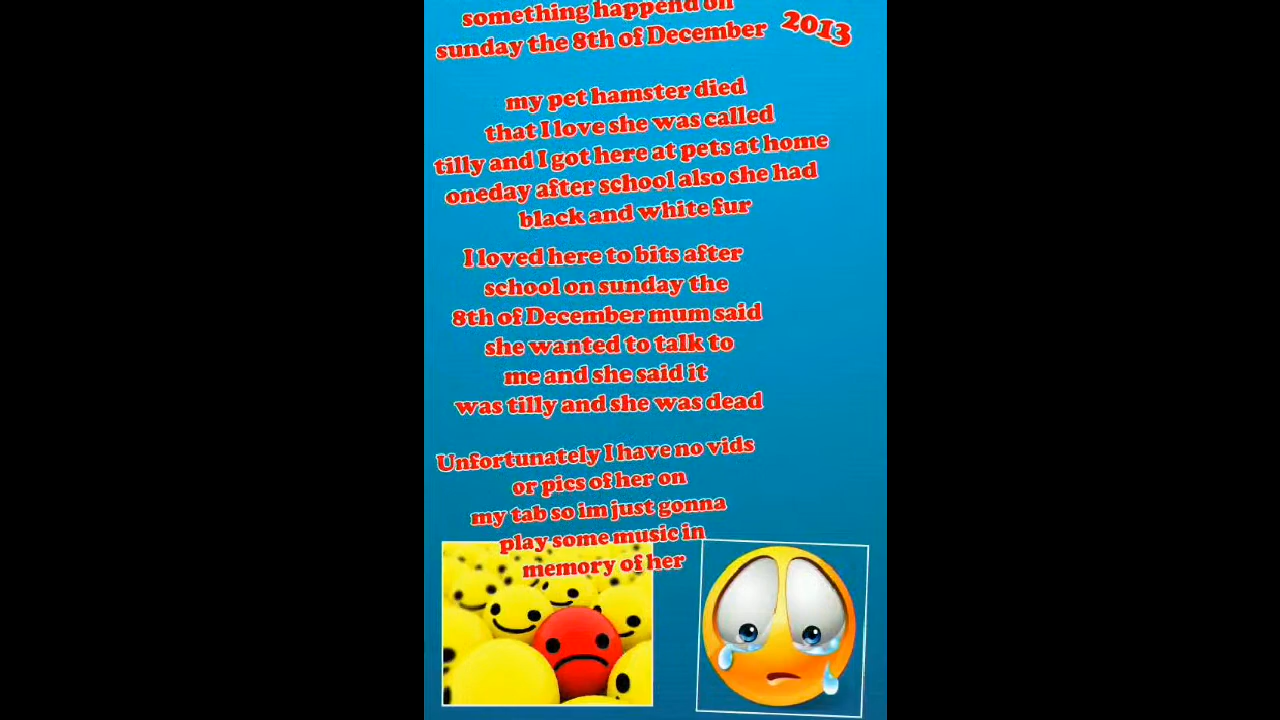 something happend on
sunday the 8th of December 2013
my pet hamster died
that I love she was called
tilly and I got here at pets at home
oneday after school also she had
black and white fur
I loved here to bits after
school on sunday the
8th of December mum said
she wanted to talk to
me and she said it
was tilly and she was dead
Unfortunately I have no vids
or pics of her on
my tab so im just gonna
play some music in
memory of her